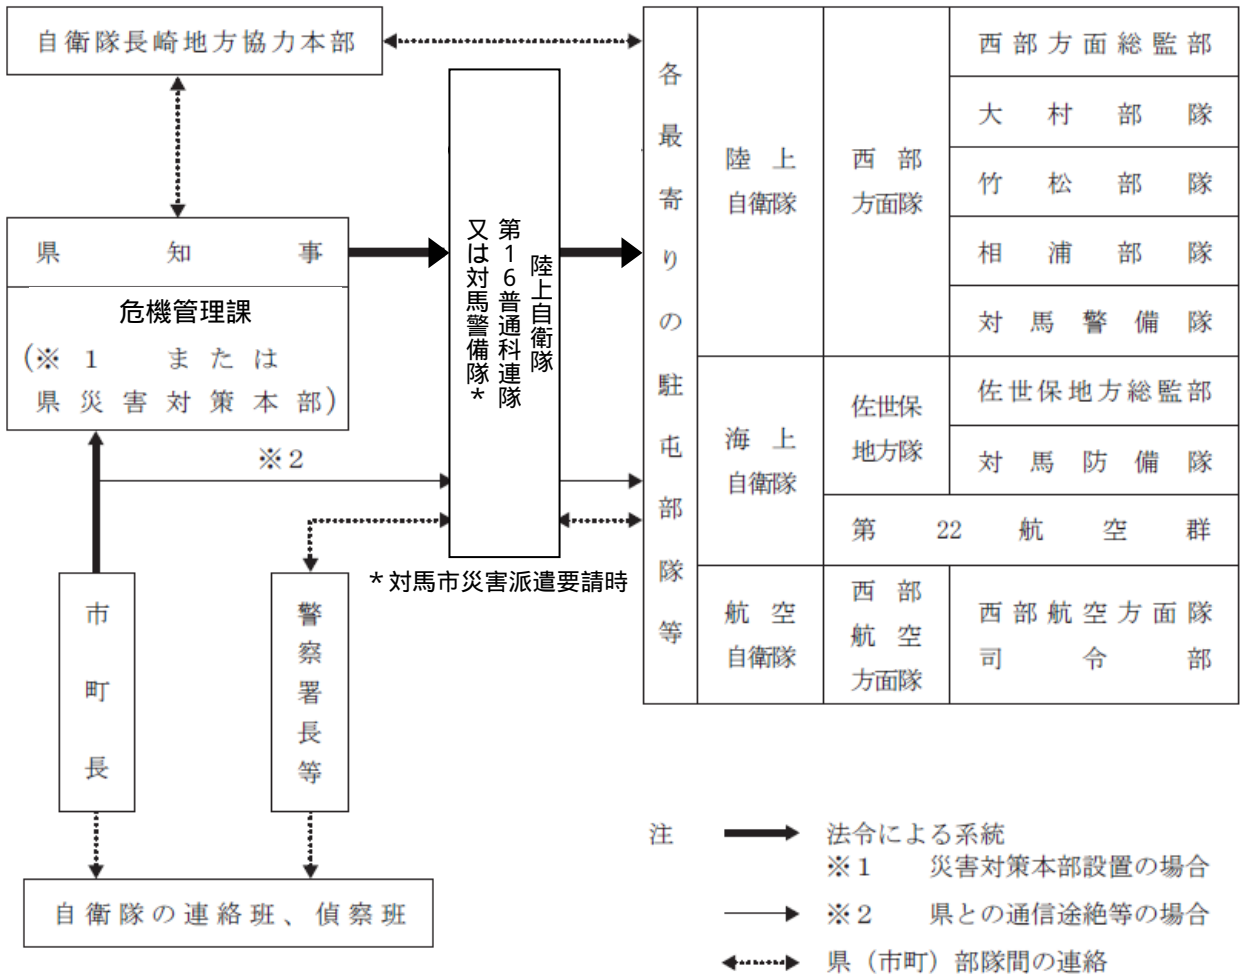 自衛隊長崎地方協力本部
県知事
危機管理課
(※1 または
県災害対策本部)
※2
市町長
警察署長等
自衛隊の連絡班、偵察班
陸上自衛隊
第16普通科連隊
又は対馬警備隊*
*対馬市災害派遣要請時
各最寄りの駐屯部隊等
陸上
自衛隊
西部
方面隊
西部方面総監部
大村部隊
竹松部隊
相浦部隊
対馬警備隊
海上
自衛隊
佐世保
地方隊
佐世保地方総監部
対馬防備隊
第22航空群
航空
自衛隊
西部
航空
方面隊
西部航空方面隊
司令部
注 法令による系統
※1 災害対策本部設置の場合
※2 県との通信途絶等の場合
県(市町)部隊間の連絡